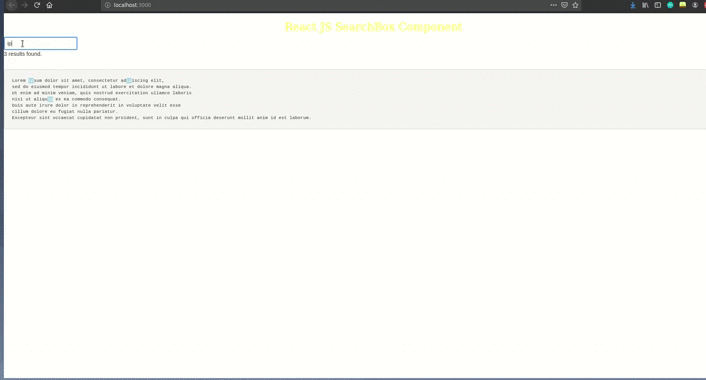 localhost:3000
React JS SearchBox Component
ip
3 results found.
Lorem ipsum dolor sit amet, consectetur adipiscing elit,
sed do eiusmod tempor incididunt ut labore et dolore magna aliqua.
Ut enim ad minim veniam, quis nostrud exercitation ullamco laboris
nisi ut aliquip ex ea commodo consequat.
Duis aute irure dolor in reprehenderit in voluptate velit esse
cillum dolore eu fugiat nulla pariatur.
Excepteur sint occaecat cupidatat non proident, sunt in culpa qui officia deserunt mollit anim id est laborum.